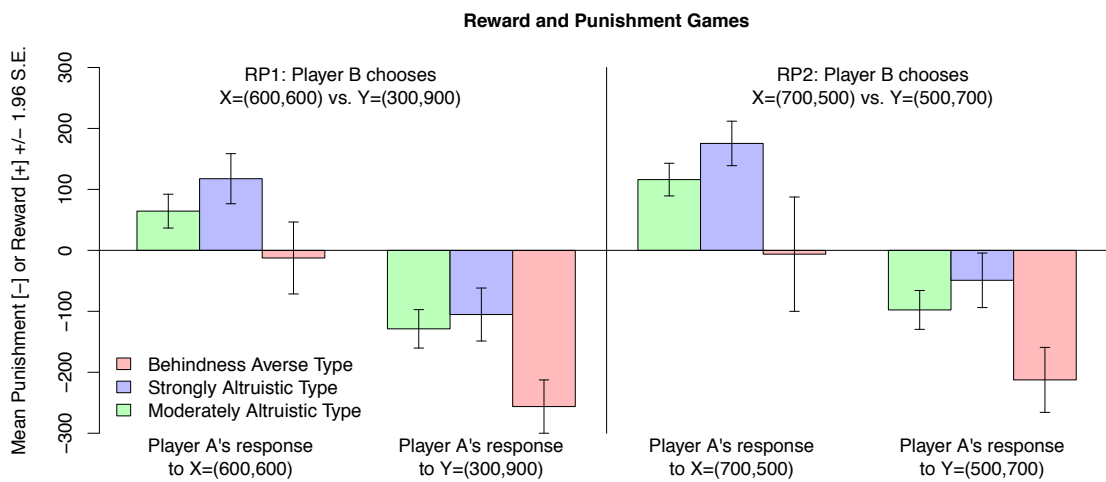 Reward and Punishment Games
Mean Punishment [−] or Reward [+] +/− 1.96 S.E.
300
200
100
0
−100
−200
−300
RP1: Player B chooses
X=(600,600) vs. Y=(300,900)
RP2: Player B chooses
X=(700,500) vs. Y=(500,700)
Behindness Averse Type
Strongly Altruistic Type
Moderately Altruistic Type
Player A's response
to X=(600,600)
Player A's response
to Y=(300,900)
Player A's response
to X=(700,500)
Player A's response
to Y=(500,700)